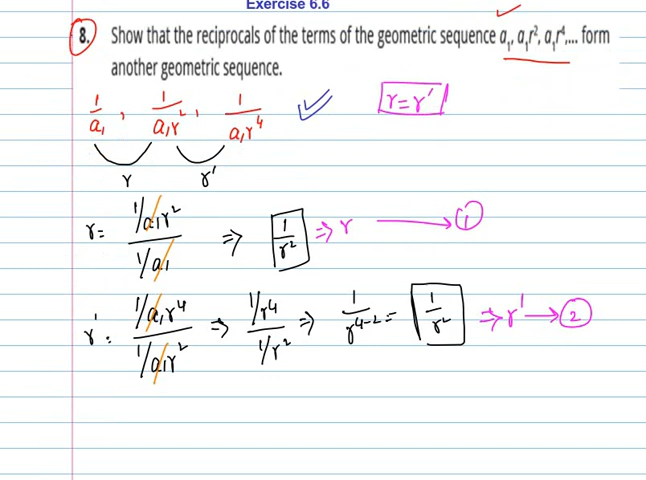 Exercise 6.6
8. Show that the reciprocals of the terms of the geometric sequence a₁, a₁r², a₁r⁴,... form
another geometric sequence.
1/a₁, 1/a₁r², 1/a₁r⁴ r = r'
r r'
r = (1/a₁r²)/(1/a₁) ⇒ 1/r² ⇒ r → ①
r' = (1/a₁r⁴)/(1/a₁r²) ⇒ (1/r⁴)/(1/r²) ⇒ 1/r⁴⁻² = 1/r² ⇒ r' → ②